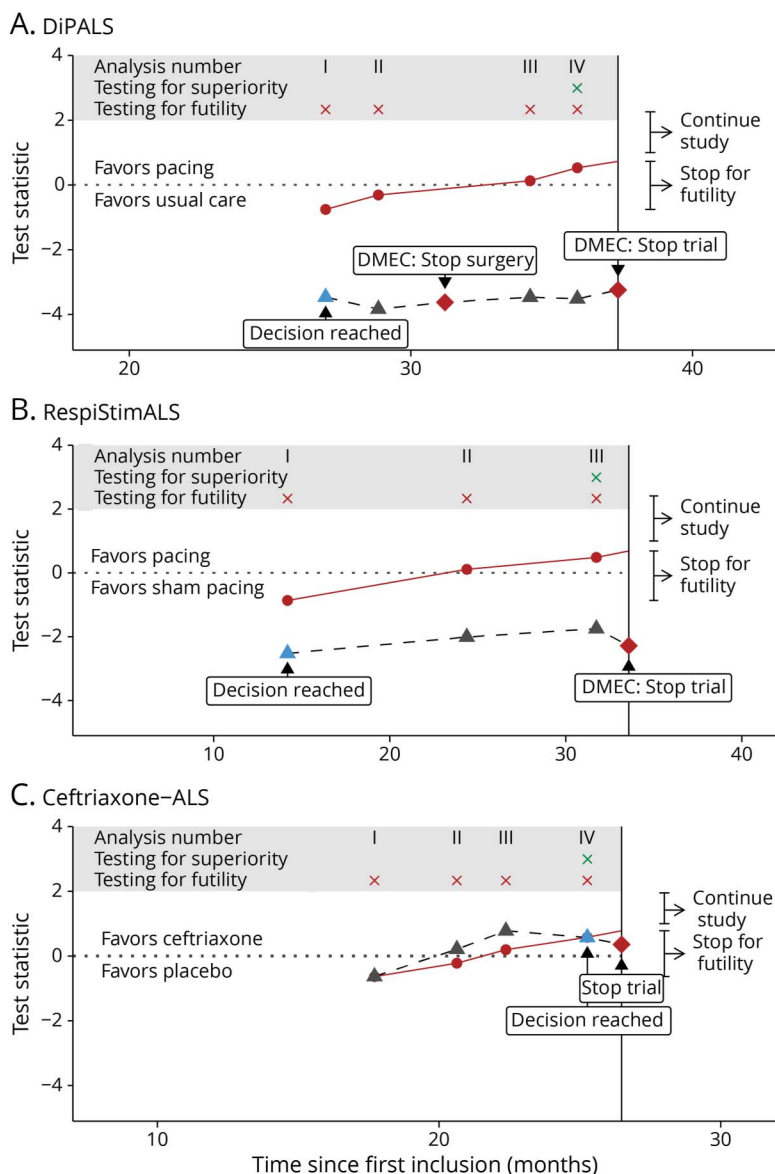 A. DiPALS
Analysis number I II III IV
Testing for superiority ×
Testing for futility × × × ×
Continue study
Favors pacing
Stop for futility
Favors usual care
DMEC: Stop surgery
DMEC: Stop trial
Decision reached
Test statistic
4
2
0
−2
−4
20 30 40
B. RespiStimALS
Analysis number I II III
Testing for superiority ×
Testing for futility × × ×
Continue study
Favors pacing
Stop for futility
Favors sham pacing
Decision reached
DMEC: Stop trial
Test statistic
4
2
0
−2
−4
10 20 30 40
C. Ceftriaxone−ALS
Analysis number I II III IV
Testing for superiority ×
Testing for futility × × × ×
Continue study
Favors ceftriaxone
Stop for futility
Favors placebo
Stop trial
Decision reached
Test statistic
4
2
0
−2
−4
10 20 30
Time since first inclusion (months)